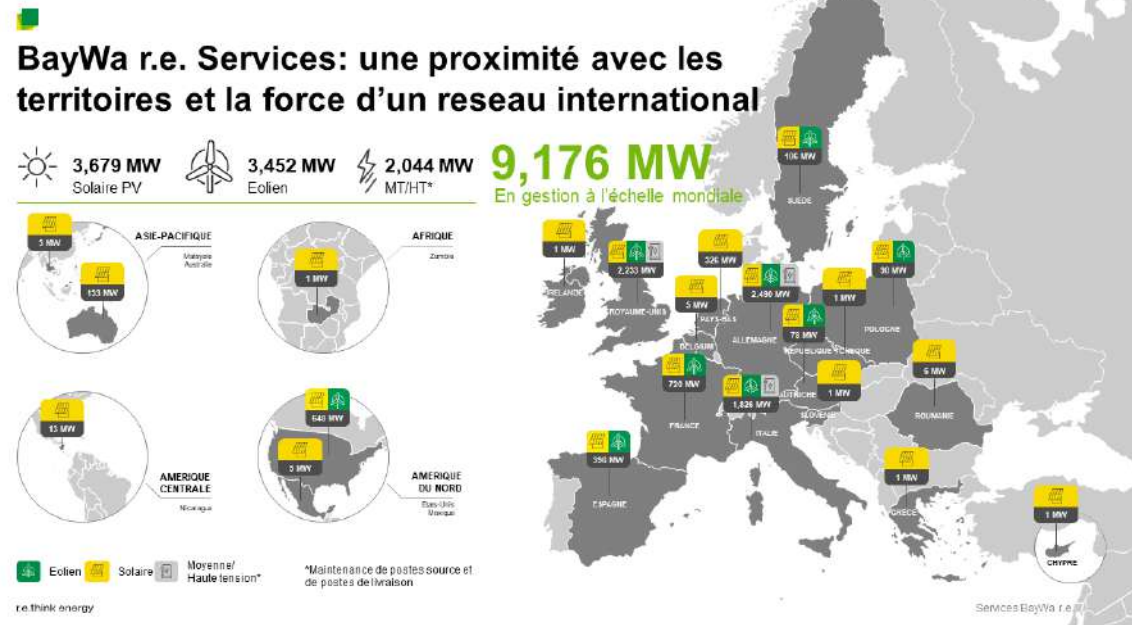 BayWa r.e. Services: une proximité avec les
territoires et la force d'un reseau international
3,679 MW
Solaire PV
3,452 MW
Eolien
2,044 MW
MT/HT*
9,176 MW
En gestion à l'échelle mondiale
5 MW
133 MW
ASIE-PACIFIQUE
Malaysia
Australie
1 MW
AFRIQUE
Zambie
13 MW
AMERIQUE
CENTRALE
Nicaragua
640 MW
5 MW
AMERIQUE
DU NORD
Etats-Unis
Mexique
106 MW
SUEDE
1 MW
IRELANDE
2,233 MW
ROYAUME-UNIS
326 MW
PAYS-BAS
5 MW
BELGIUM
2,490 MW
ALLEMAGNE
1 MW
REPUBLIQUE TCHEQUE
30 MW
POLOGNE
78 MW
AUTRICHE
720 MW
FRANCE
1,826 MW
ITALIE
1 MW
SLOVENIE
6 MW
ROUMANIE
MW
ESPAGNE
1 MW
GRECE
1 MW
CHYPRE
Eolien
Solaire
Moyenne/
Haute tension*
*Maintenance de postes source et
de postes de livraison
r.e.think energy
Services BayWa r.e.